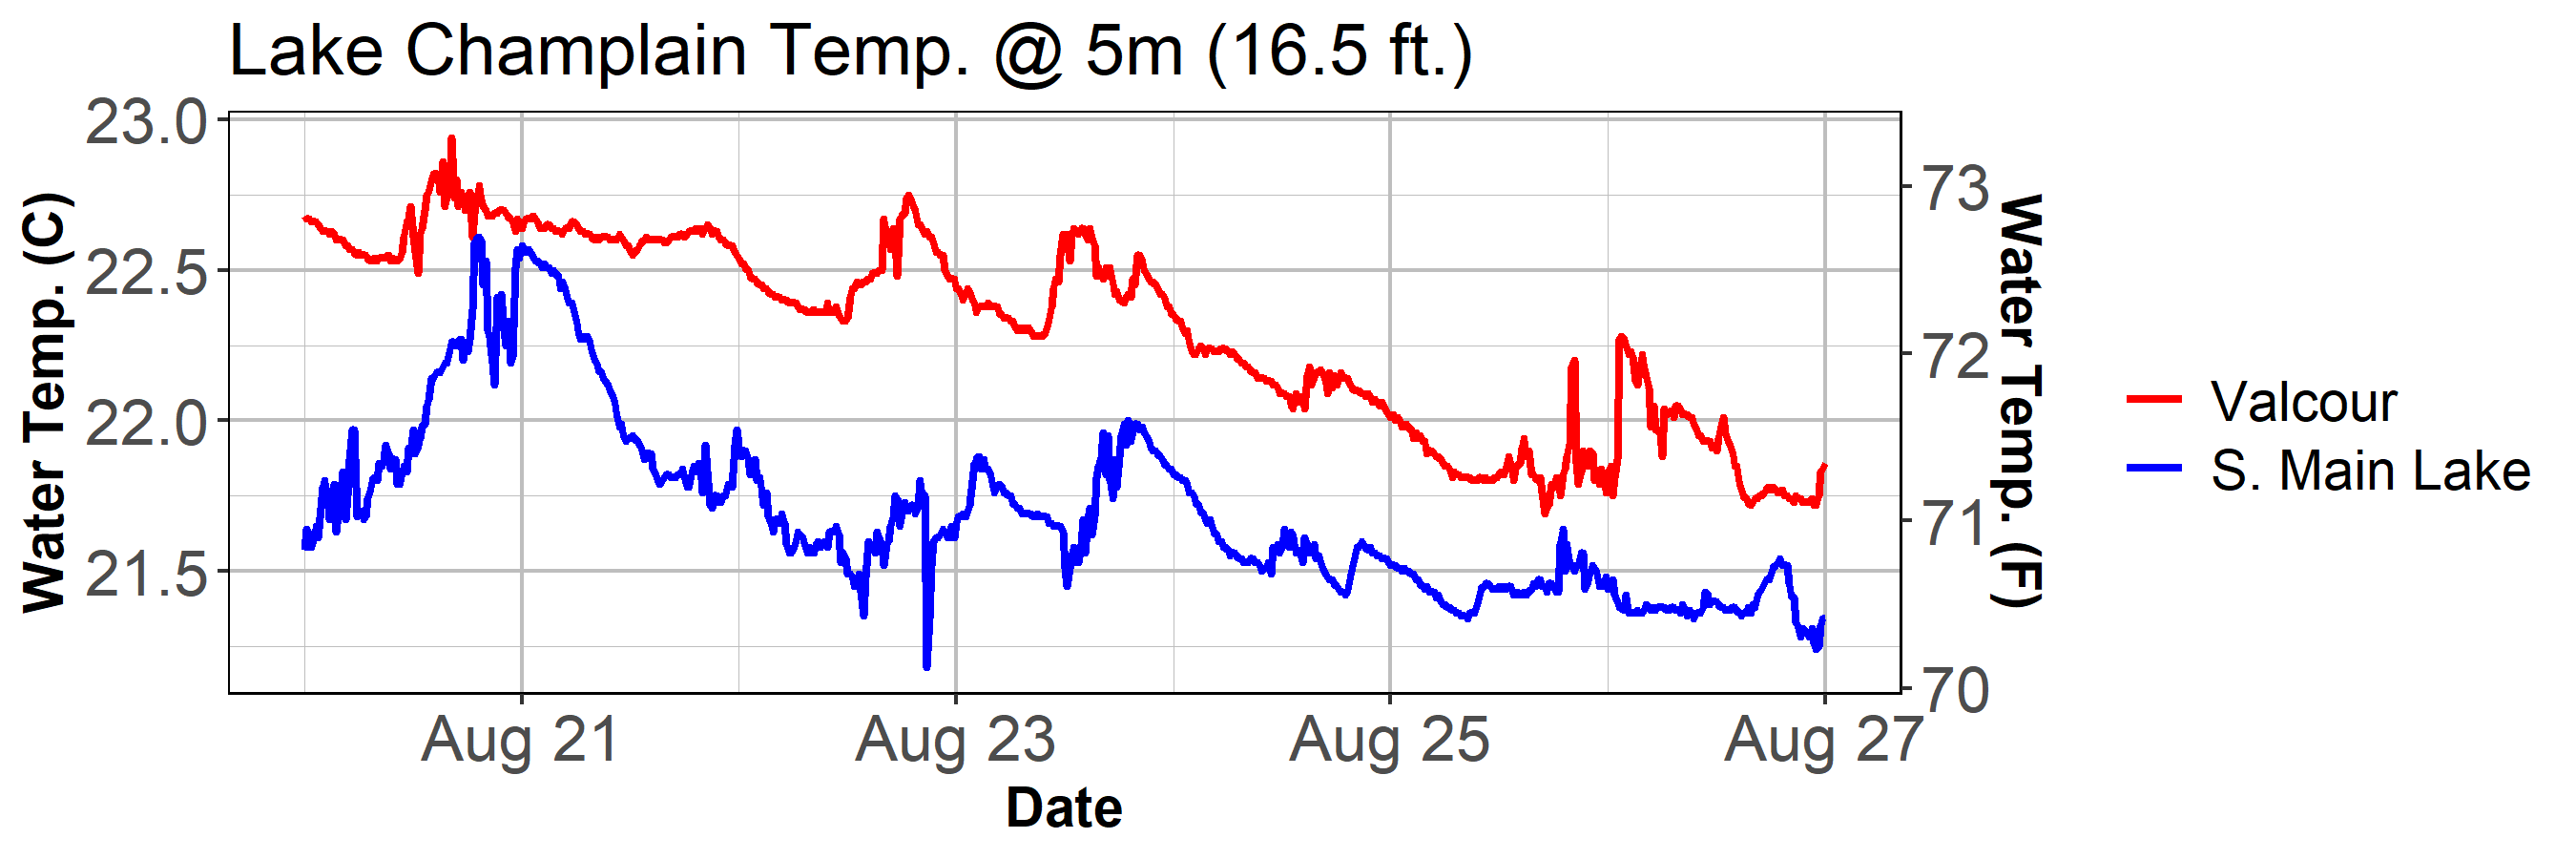 Lake Champlain Temp. @ 5m (16.5 ft.)
Water Temp. (C)
23.0
22.5
22.0
21.5
73
72
71
70
Water Temp. (F)
Aug 21
Aug 23
Aug 25
Aug 27
Date
Valcour
S. Main Lake